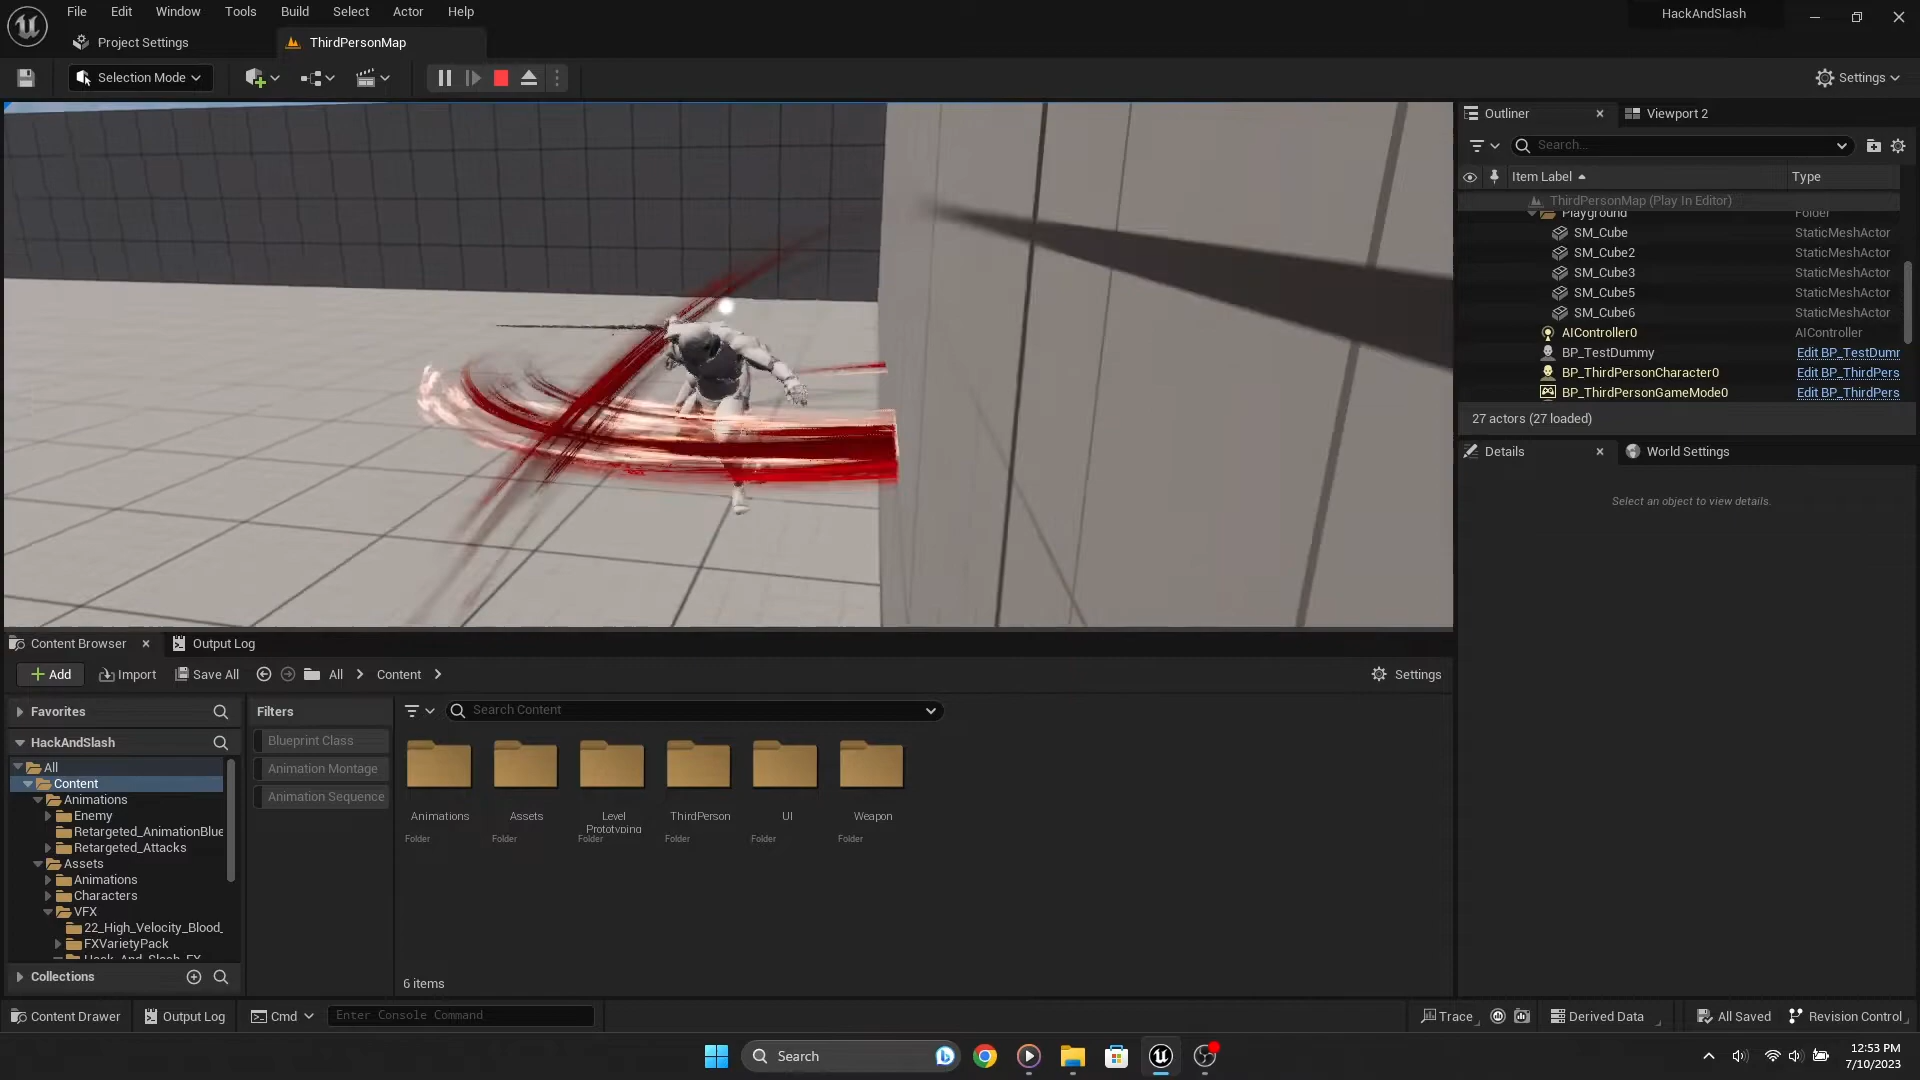 File Edit Window Tools Build Select Actor Help
HackAndSlash
Project Settings
ThirdPersonMap
Selection Mode
Settings
Outliner
Viewport 2
Search...
Item Label
Type
ThirdPersonMap (Play In Editor)
Playground Folder
SM_Cube StaticMeshActor
SM_Cube2 StaticMeshActor
SM_Cube3 StaticMeshActor
SM_Cube5 StaticMeshActor
SM_Cube6 StaticMeshActor
AIController0 AIController
BP_TestDummy Edit BP_TestDumr
BP_ThirdPersonCharacter0 Edit BP_ThirdPers
BP_ThirdPersonGameMode0 Edit BP_ThirdPers
27 actors (27 loaded)
Details
World Settings
Select an object to view details.
Content Browser
Output Log
Add
Import
Save All
All
Content
Settings
Favorites
HackAndSlash
All
Content
Animations
Enemy
Retargeted_AnimationBlue
Retargeted_Attacks
Assets
Animations
Characters
VFX
22_High_Velocity_Blood_
FXVarietyPack
Hack_And_Slash_FX
Collections
Filters
Blueprint Class
Animation Montage
Animation Sequence
Search Content
Animations
Folder
Assets
Folder
Level
Prototyping
Folder
ThirdPerson
Folder
UI
Folder
Weapon
Folder
6 items
Content Drawer
Output Log
Cmd
Enter Console Command
Trace
Derived Data
All Saved
Revision Control
Search
12:53 PM
7/10/2023